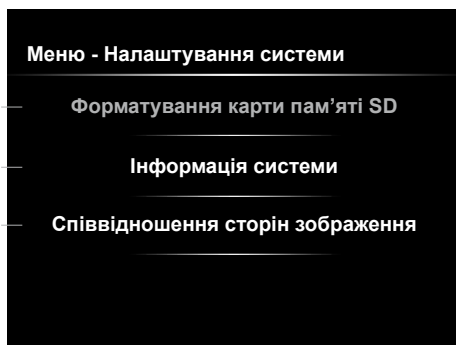 Меню - Налаштування системи
Форматування карти пам’яті SD
Інформація системи
Співвідношення сторін зображення